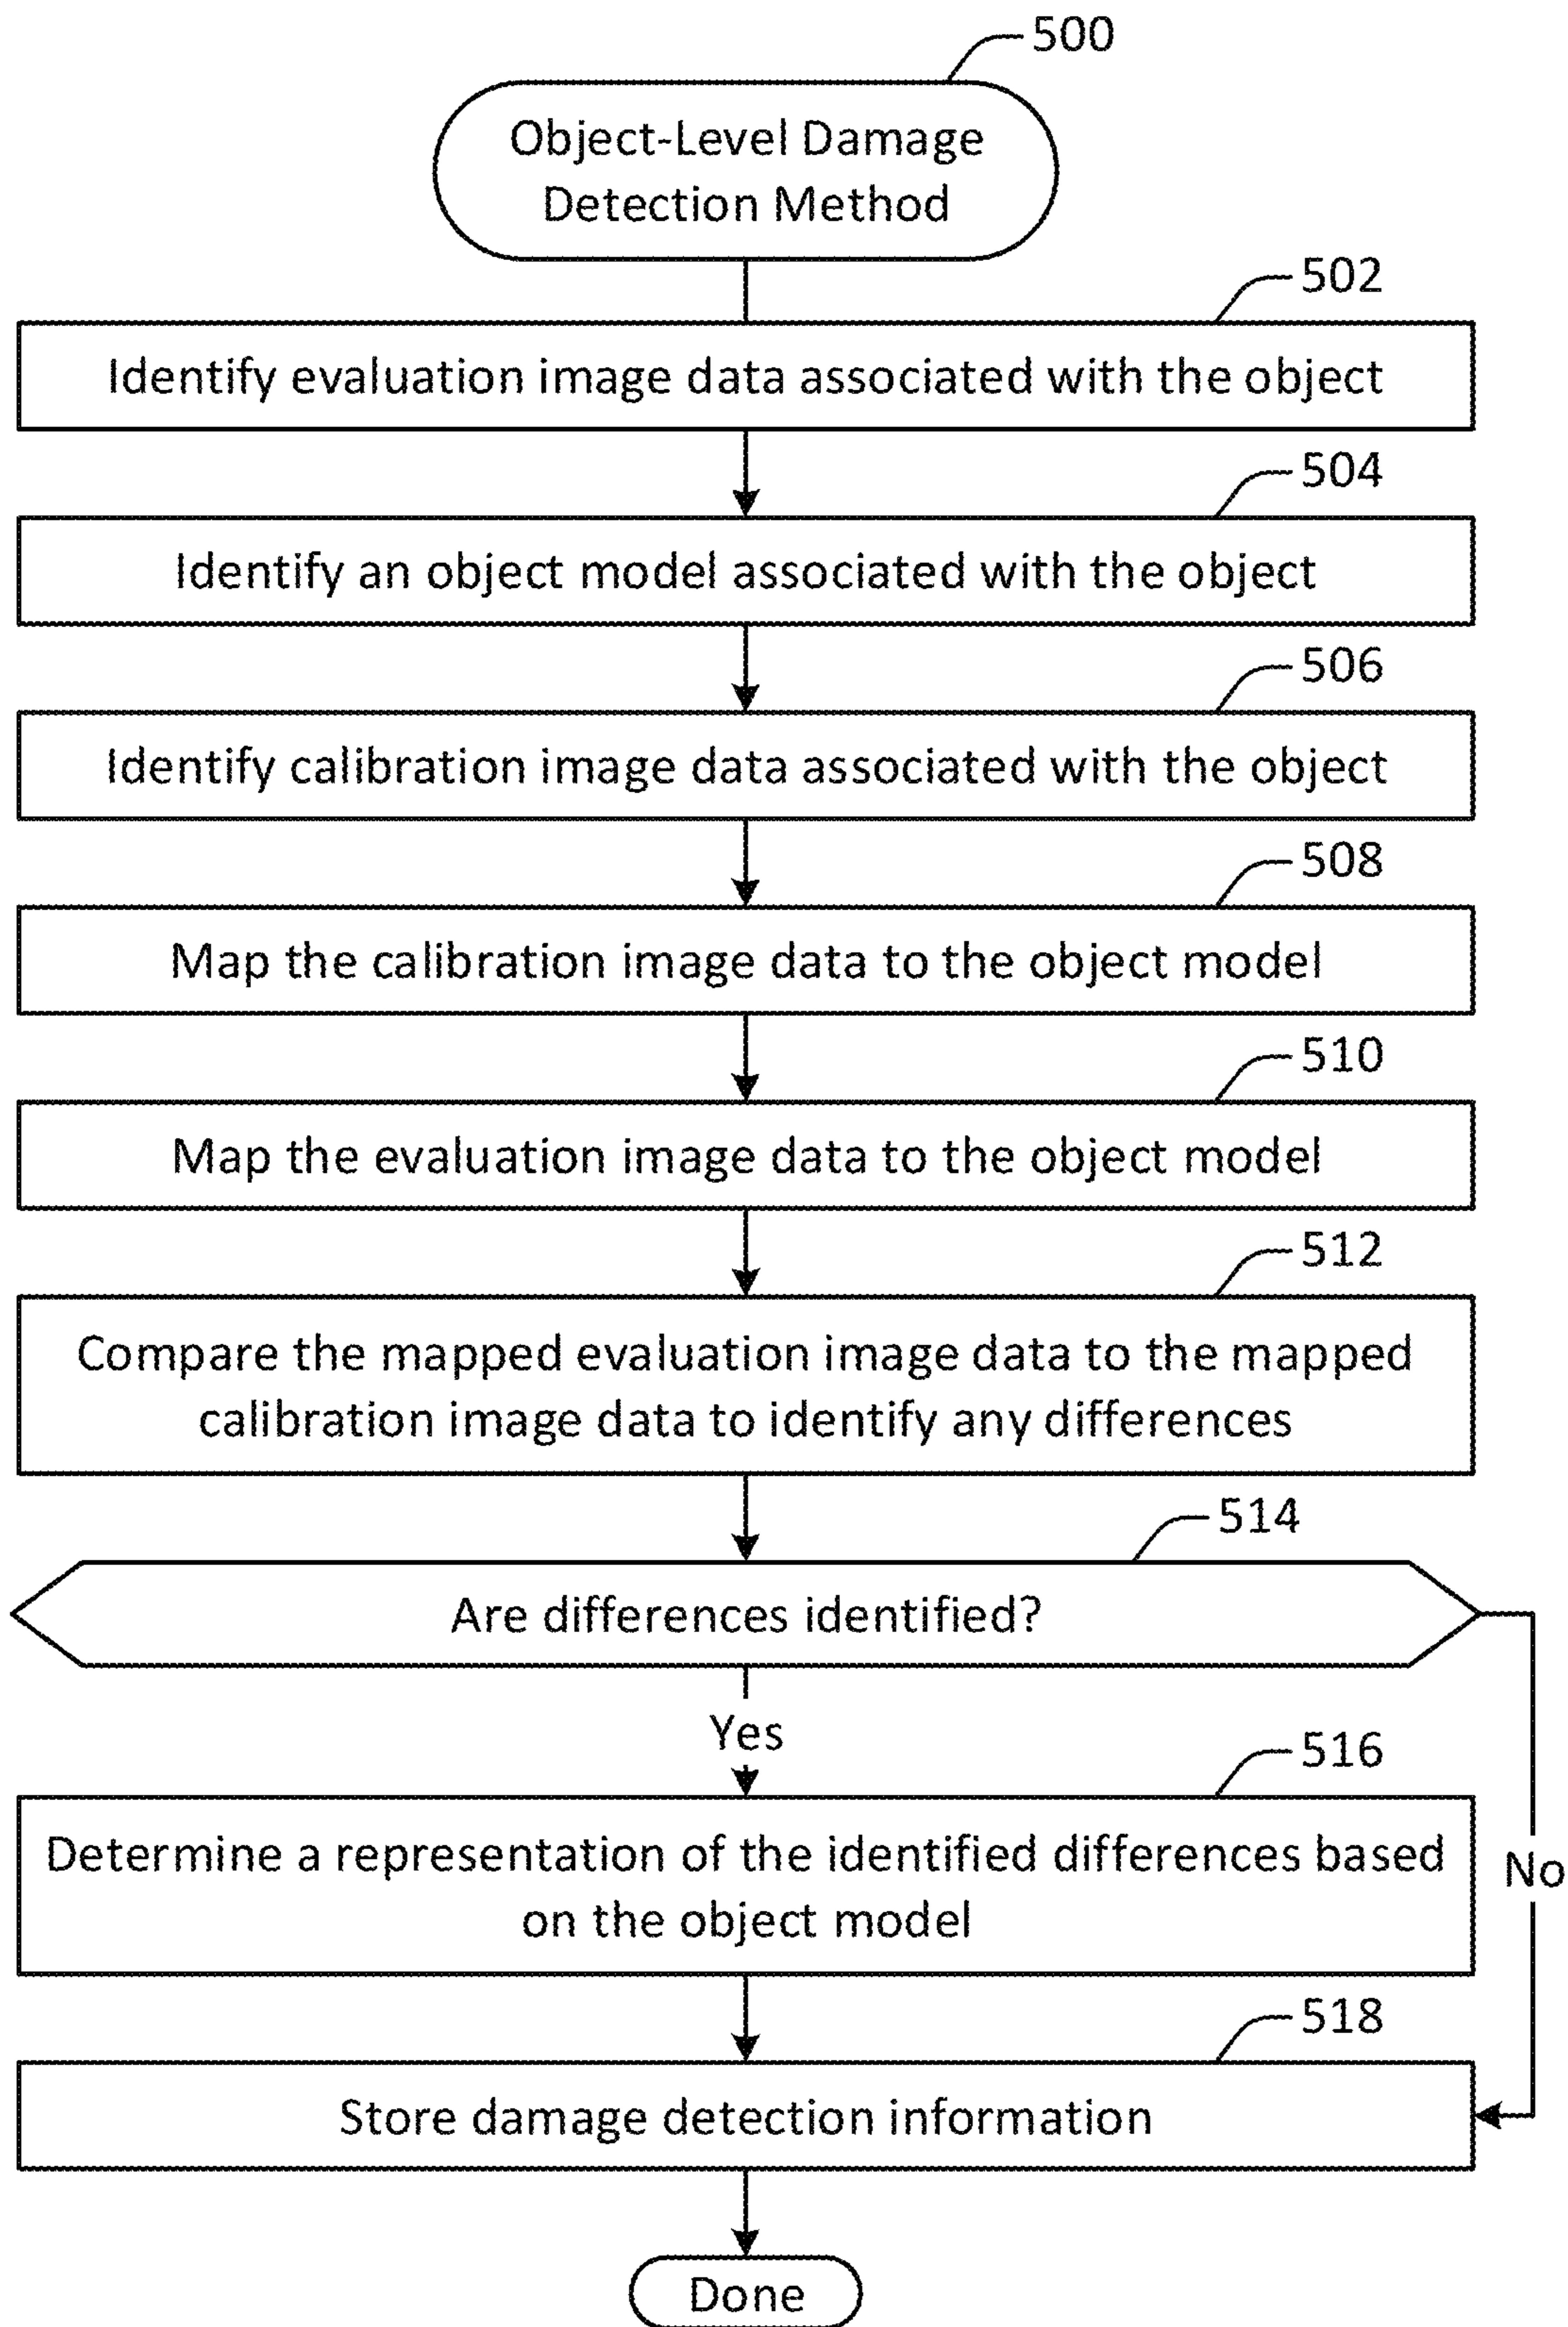 500
Object-Level Damage
Detection Method
502
Identify evaluation image data associated with the object
504
Identify an object model associated with the object
506
Identify calibration image data associated with the object
508
Map the calibration image data to the object model
510
Map the evaluation image data to the object model
512
Compare the mapped evaluation image data to the mapped
calibration image data to identify any differences
514
Are differences identified?
Yes
516
Determine a representation of the identified differences based
on the object model
No
518
Store damage detection information
Done